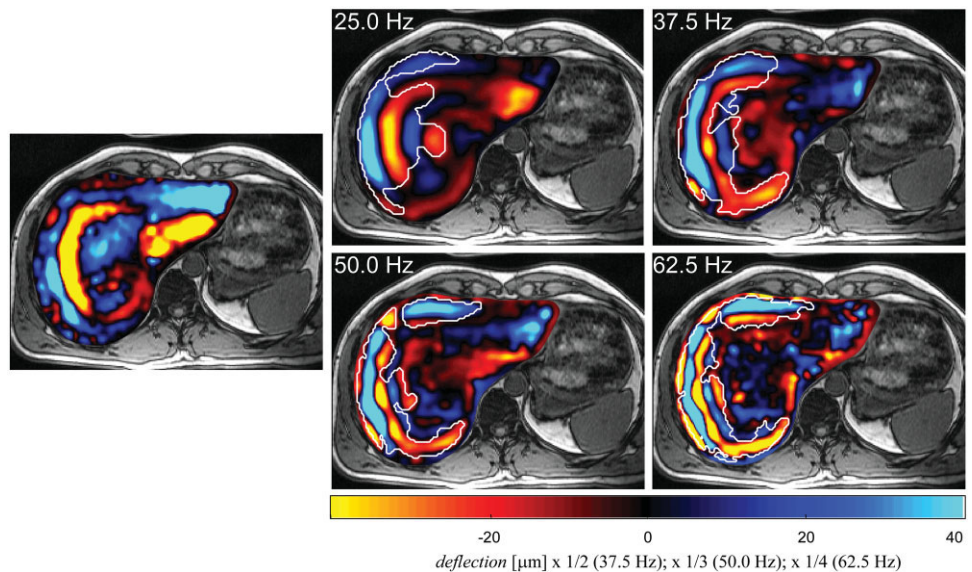 25.0 Hz
37.5 Hz
50.0 Hz
62.5 Hz
-20 0 20 40
deflection [µm] x 1/2 (37.5 Hz); x 1/3 (50.0 Hz); x 1/4 (62.5 Hz)